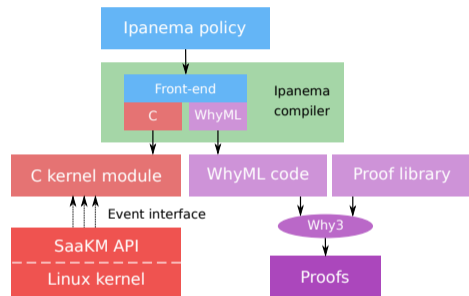 Ipanema policy
Front-end
Ipanema
compiler
C
WhyML
C kernel module
WhyML code
Proof library
Event interface
Why3
SaaKM API
Linux kernel
Proofs